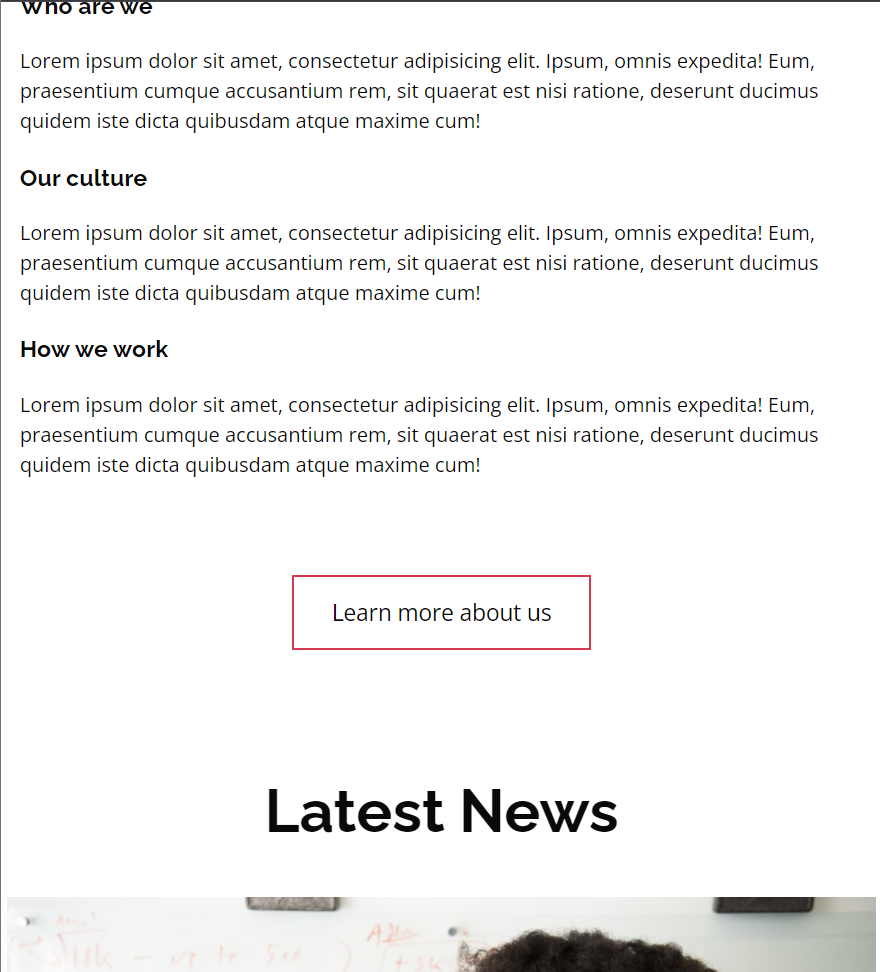 Who are we
Lorem ipsum dolor sit amet, consectetur adipisicing elit. Ipsum, omnis expedita! Eum,
praesentium cumque accusantium rem, sit quaerat est nisi ratione, deserunt ducimus
quidem iste dicta quibusdam atque maxime cum!
Our culture
Lorem ipsum dolor sit amet, consectetur adipisicing elit. Ipsum, omnis expedita! Eum,
praesentium cumque accusantium rem, sit quaerat est nisi ratione, deserunt ducimus
quidem iste dicta quibusdam atque maxime cum!
How we work
Lorem ipsum dolor sit amet, consectetur adipisicing elit. Ipsum, omnis expedita! Eum,
praesentium cumque accusantium rem, sit quaerat est nisi ratione, deserunt ducimus
quidem iste dicta quibusdam atque maxime cum!
Learn more about us
Latest News